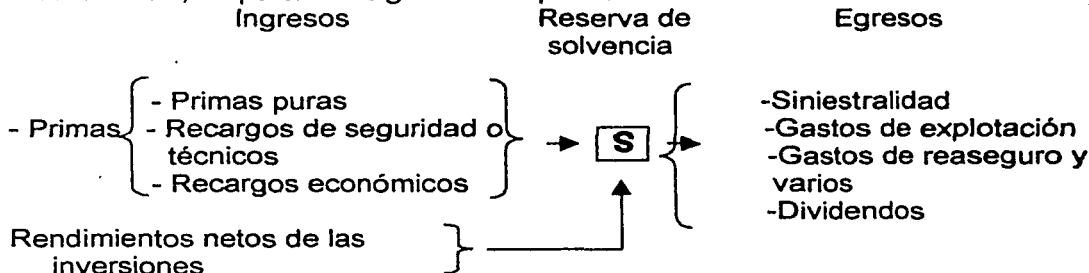 Ingresos
Reserva de solvencia
Egresos
- Primas
- Primas puras
- Recargos de seguridad o
técnicos
- Recargos económicos
S
-Siniestralidad
-Gastos de explotación
-Gastos de reaseguro y
varios
-Dividendos
Rendimientos netos de las
inversiones